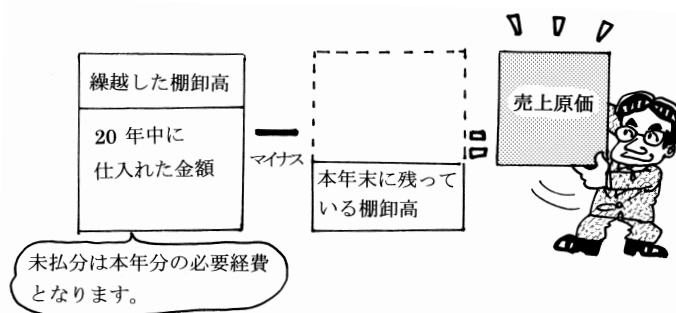 繰越した棚卸高
20 年中に
仕入れた金額
マイナス
本年末に残って
いる棚卸高
売上原価
未払分は本年分の必要経費
となります。